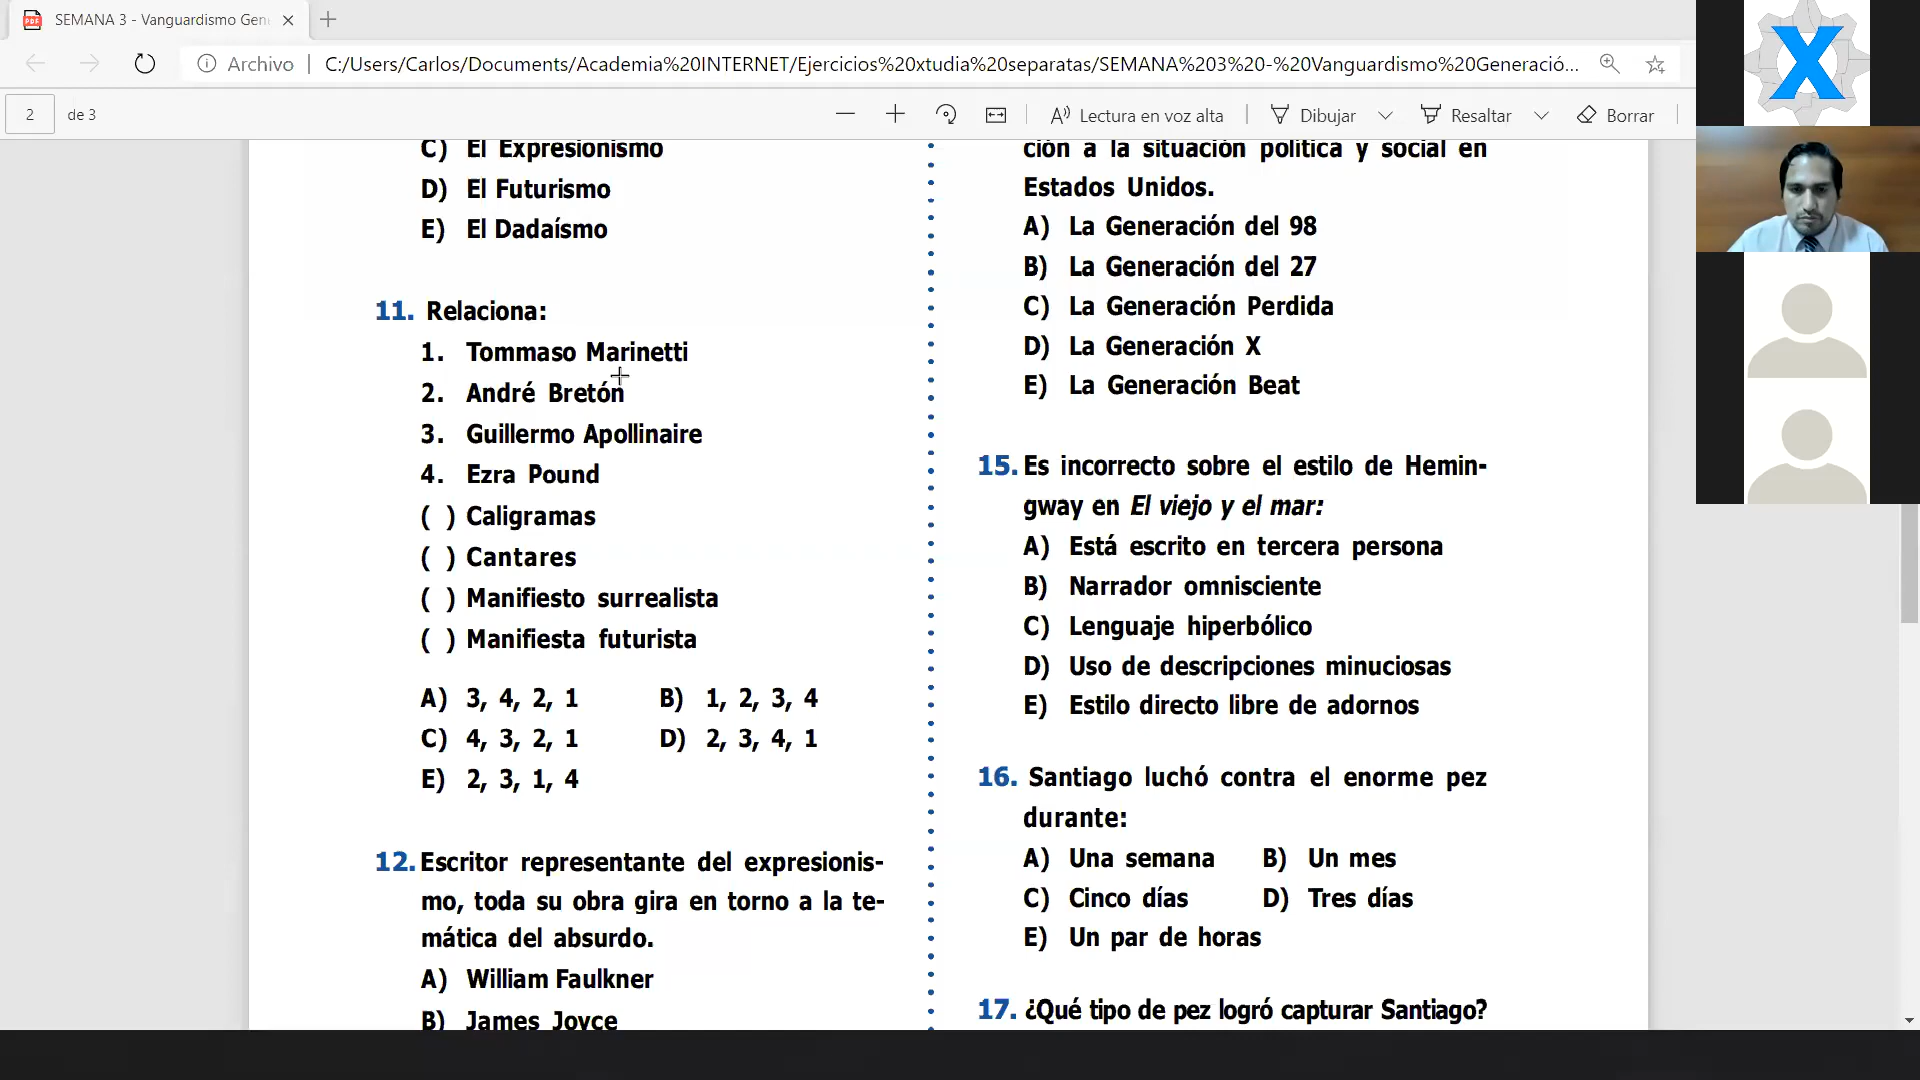 SEMANA 3 - Vanguardismo Gen
Archivo
C:/Users/Carlos/Documents/Academia%20INTERNET/Ejercicios%20xtudia%20separatas/SEMANA%203%20-%20Vanguardismo%20Generació...
2 de 3
Lectura en voz alta
Dibujar
Resaltar
Borrar
X
C) El Expresionismo
D) El Futurismo
E) El Dadaísmo
11. Relaciona:
1. Tommaso Marinetti
2. André Bretón
3. Guillermo Apollinaire
4. Ezra Pound
( ) Caligramas
( ) Cantares
( ) Manifiesto surrealista
( ) Manifiesta futurista
A) 3, 4, 2, 1 B) 1, 2, 3, 4
C) 4, 3, 2, 1 D) 2, 3, 4, 1
E) 2, 3, 1, 4
12. Escritor representante del expresionis-
mo, toda su obra gira en torno a la te-
mática del absurdo.
A) William Faulkner
B) James Joyce
ción a la situación política y social en
Estados Unidos.
A) La Generación del 98
B) La Generación del 27
C) La Generación Perdida
D) La Generación X
E) La Generación Beat
15. Es incorrecto sobre el estilo de Hemin-
gway en El viejo y el mar:
A) Está escrito en tercera persona
B) Narrador omnisciente
C) Lenguaje hiperbólico
D) Uso de descripciones minuciosas
E) Estilo directo libre de adornos
16. Santiago luchó contra el enorme pez
durante:
A) Una semana B) Un mes
C) Cinco días D) Tres días
E) Un par de horas
17. ¿Qué tipo de pez logró capturar Santiago?